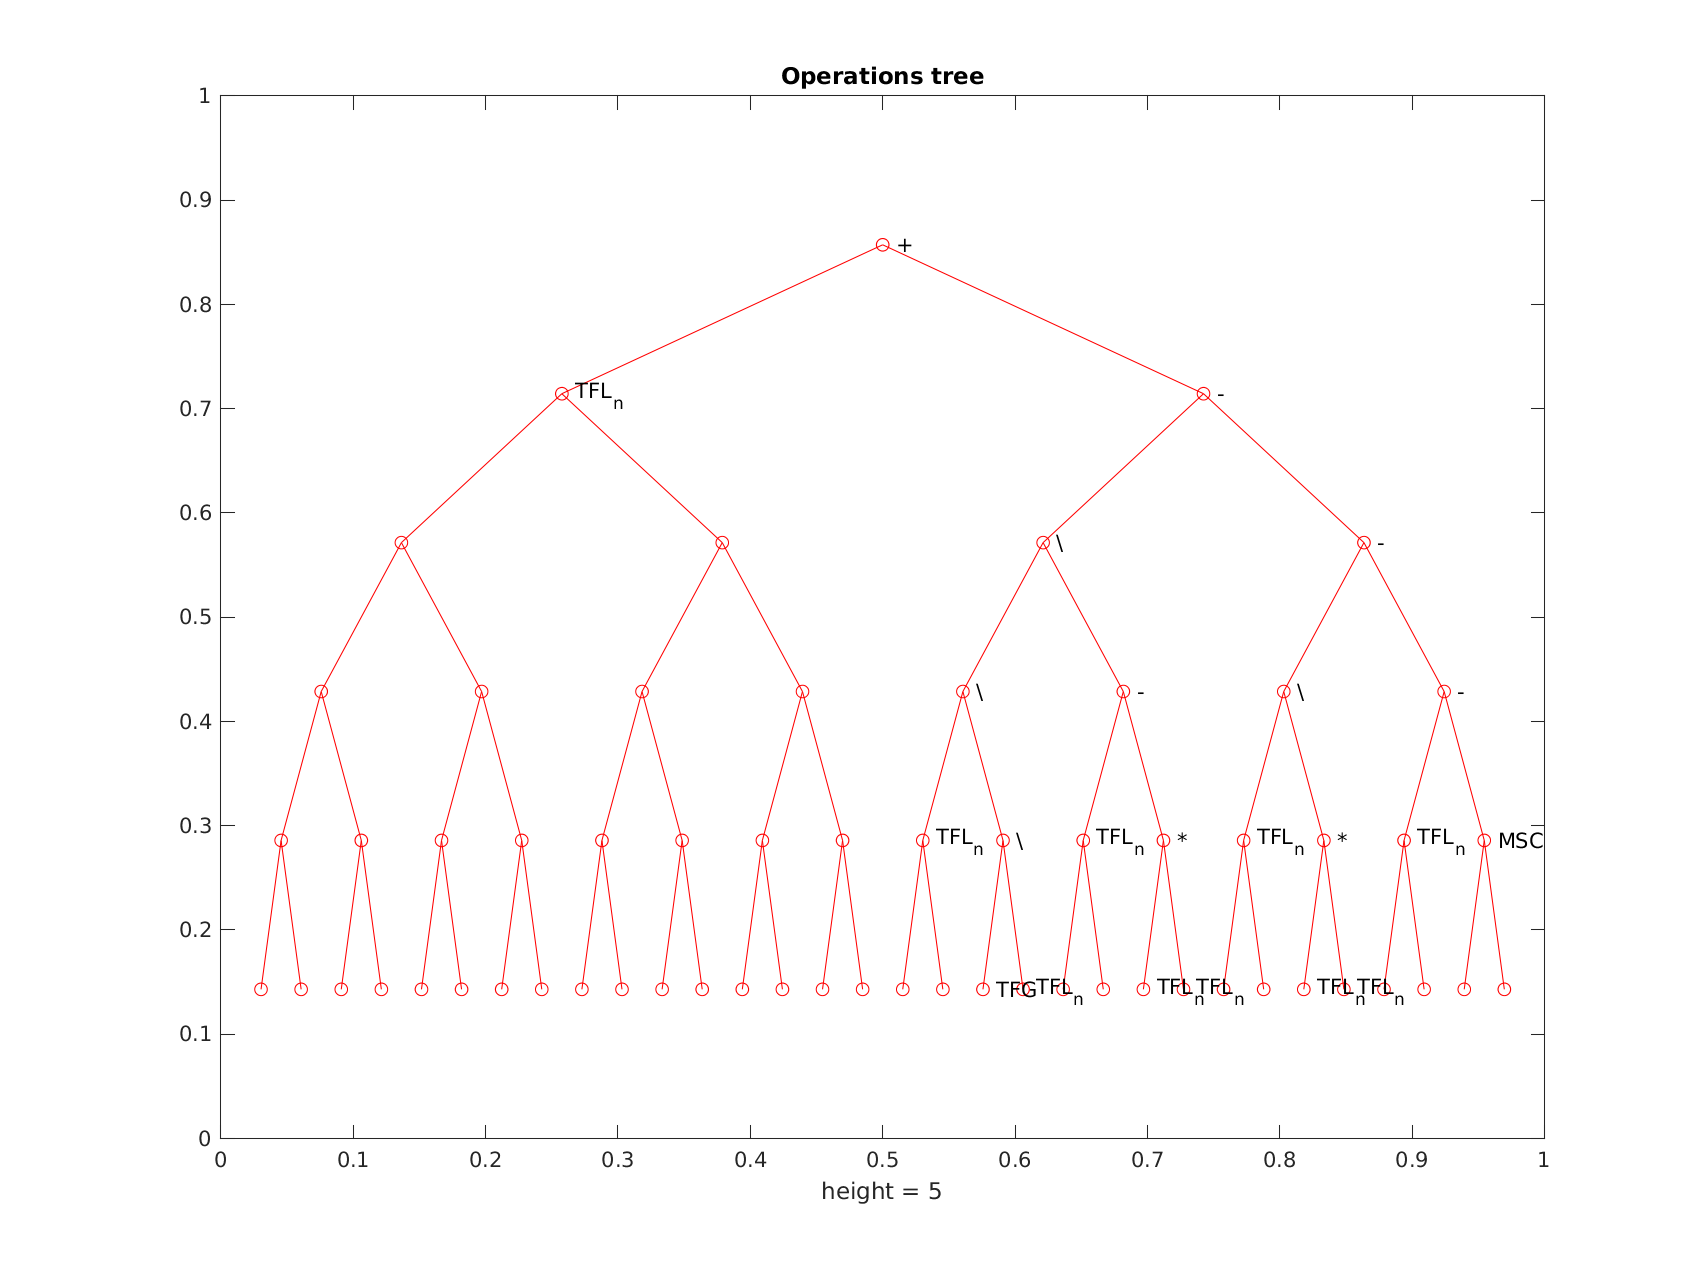 Operations tree
1
0.9
+
0.8
TFLn -
0.7
0.6
\ -
0.5
\ - \ -
0.4
0.3
TFLn \ TFLn * TFLn * TFLn MSC
0.2
TFG TFLn TFLn TFLn TFLn TFLn
0.1
0
0 0.1 0.2 0.3 0.4 0.5 0.6 0.7 0.8 0.9 1
height = 5